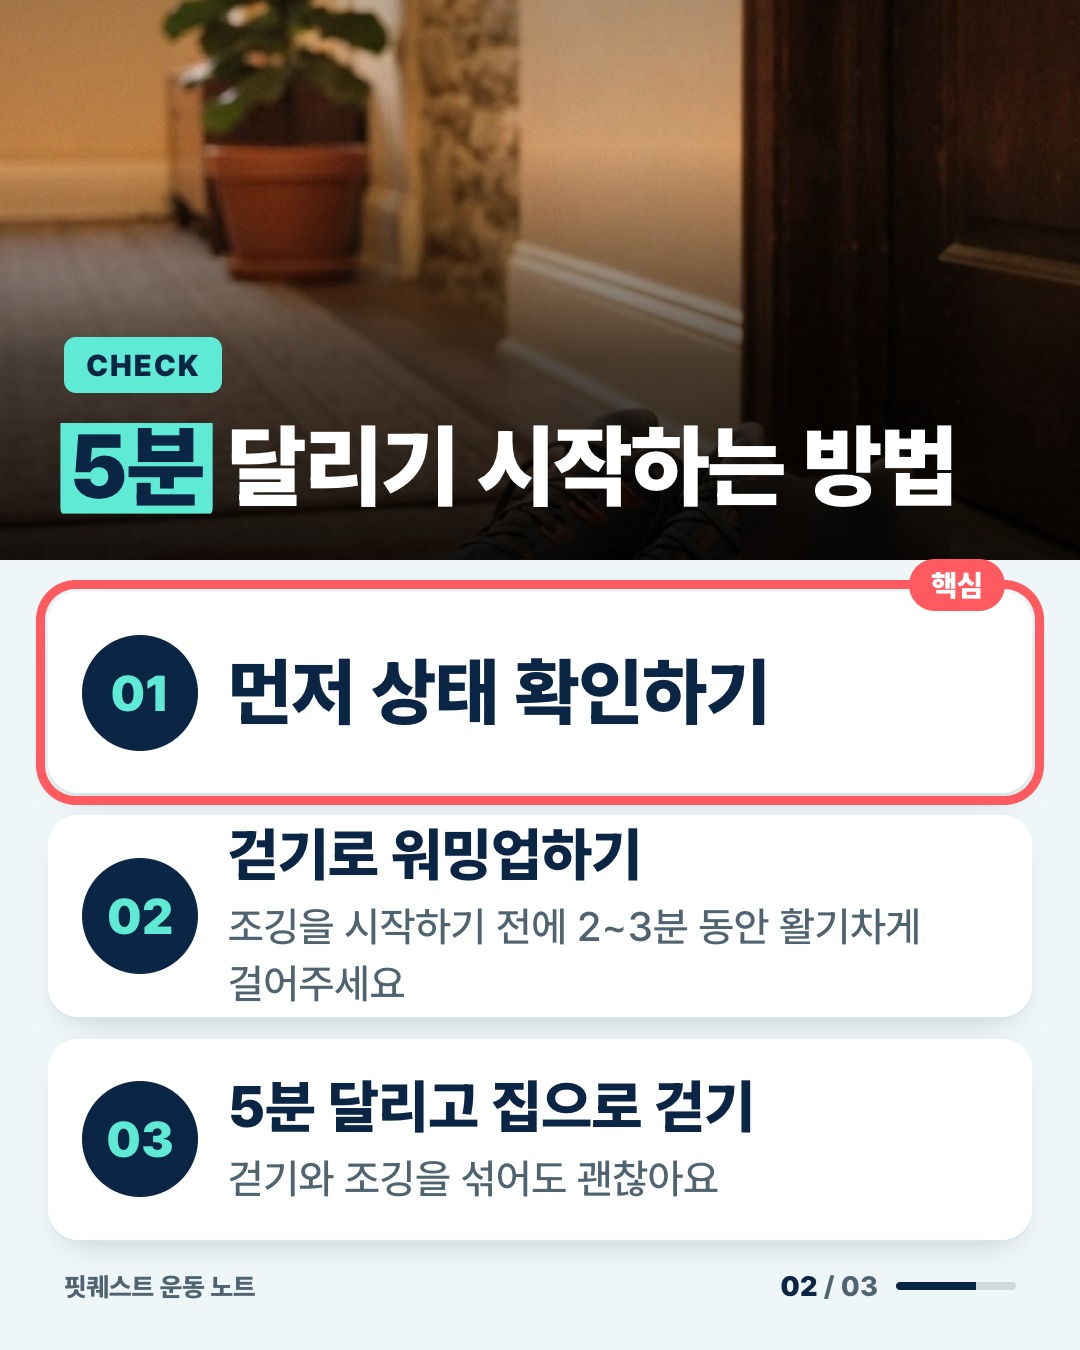 CHECK
5분 달리기 시작하는 방법
핵심
01
먼저 상태 확인하기
02
걷기로 워밍업하기
조깅을 시작하기 전에 2~3분 동안 활기차게
걸어주세요
03
5분 달리고 집으로 걷기
걷기와 조깅을 섞어도 괜찮아요
핏퀘스트 운동 노트
02 / 03